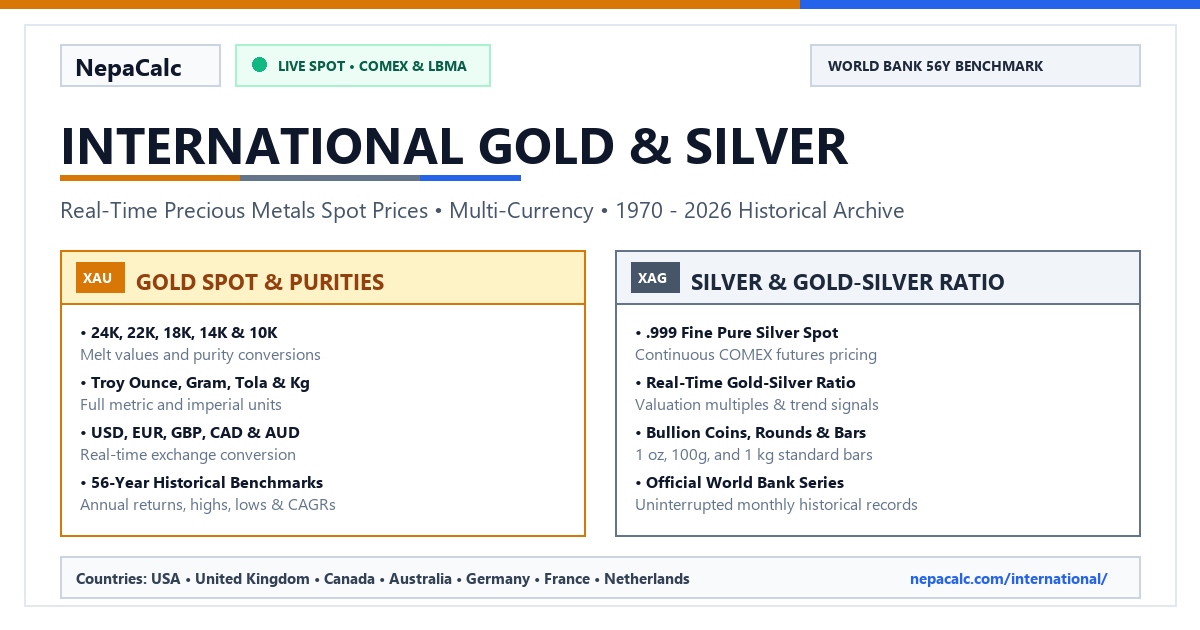 NepaCalc
LIVE SPOT • COMEX & LBMA
WORLD BANK 56Y BENCHMARK
INTERNATIONAL GOLD & SILVER
Real-Time Precious Metals Spot Prices • Multi-Currency • 1970 - 2026 Historical Archive
XAU
GOLD SPOT & PURITIES
• 24K, 22K, 18K, 14K & 10K
Melt values and purity conversions
• Troy Ounce, Gram, Tola & Kg
Full metric and imperial units
• USD, EUR, GBP, CAD & AUD
Real-time exchange conversion
• 56-Year Historical Benchmarks
Annual returns, highs, lows & CAGRs
XAG
SILVER & GOLD-SILVER RATIO
• .999 Fine Pure Silver Spot
Continuous COMEX futures pricing
• Real-Time Gold-Silver Ratio
Valuation multiples & trend signals
• Bullion Coins, Rounds & Bars
1 oz, 100g, and 1 kg standard bars
• Official World Bank Series
Uninterrupted monthly historical records
Countries: USA • United Kingdom • Canada • Australia • Germany • France • Netherlands
nepacalc.com/international/